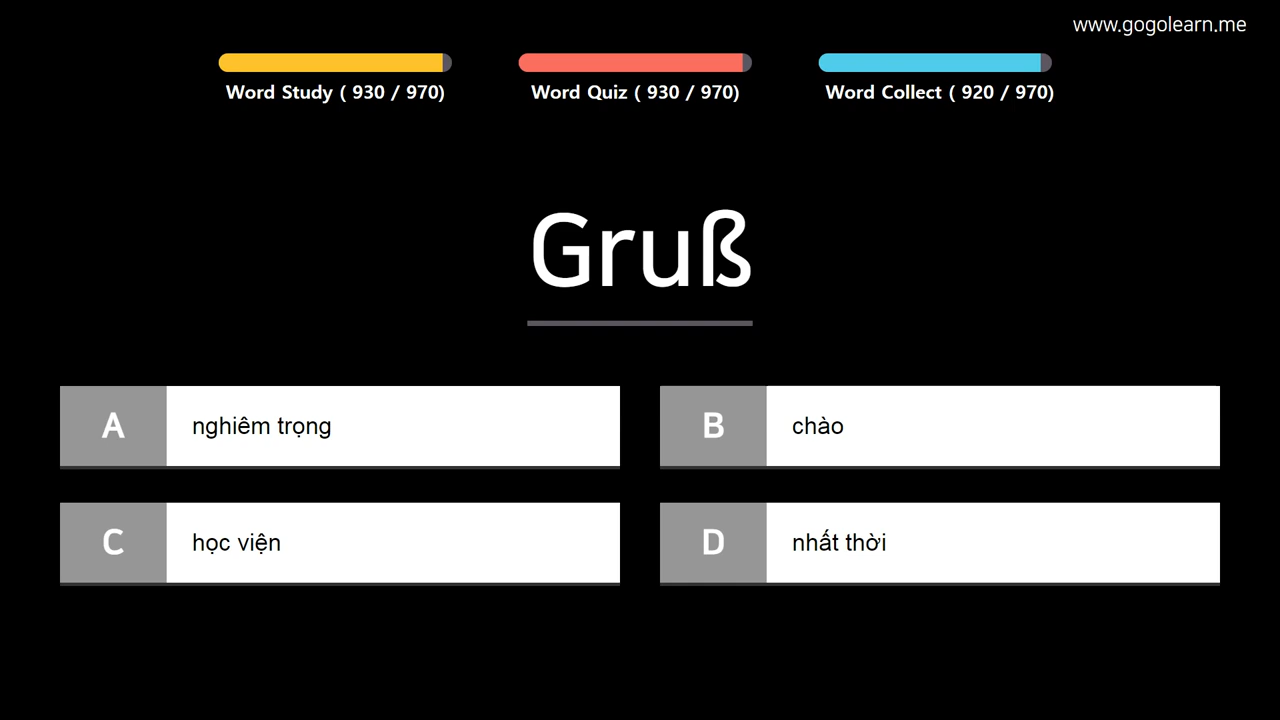 www.gogolearn.me
Word Study ( 930 / 970)
Word Quiz ( 930 / 970)
Word Collect ( 920 / 970)
Gruß
A nghiêm trọng
B chào
C học viện
D nhất thời